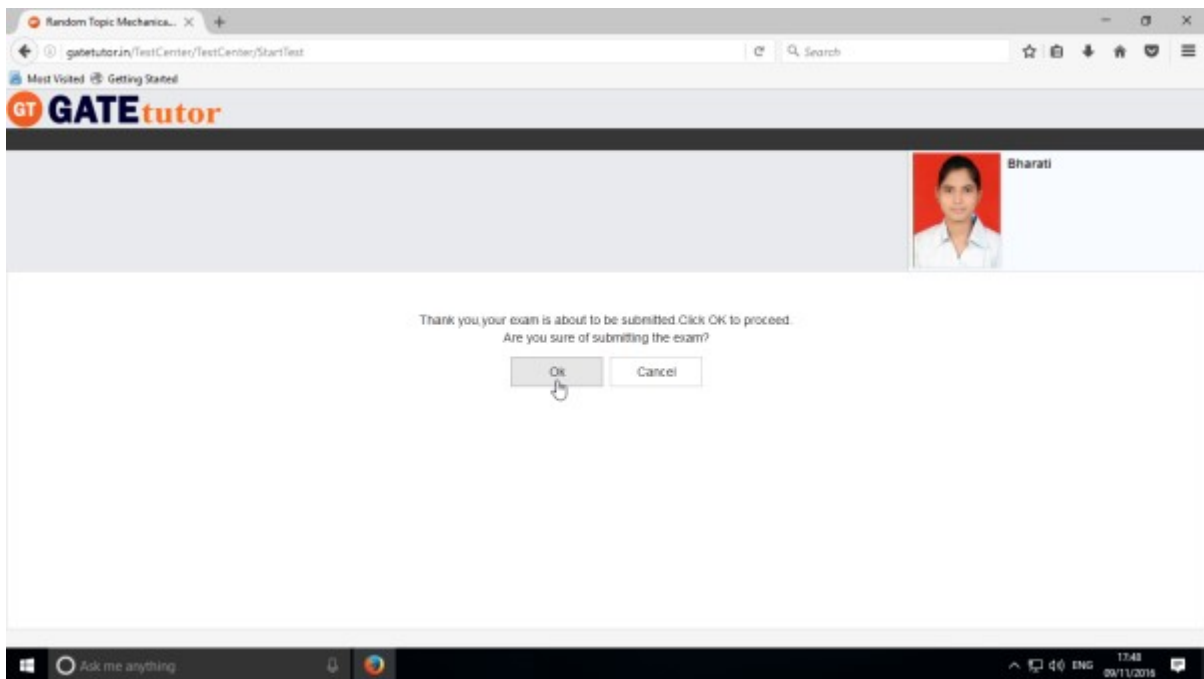 Random Topic Mechanica...
gatetutor.in/TestCenter/TestCenter/StartTest
Search
Most Visited Getting Started
GT GATEtutor
Bharati
Thank you,your exam is about to be submitted.Click OK to proceed.
Are you sure of submitting the exam?
Ok Cancel
Ask me anything
ENG
17:48
09/11/2016